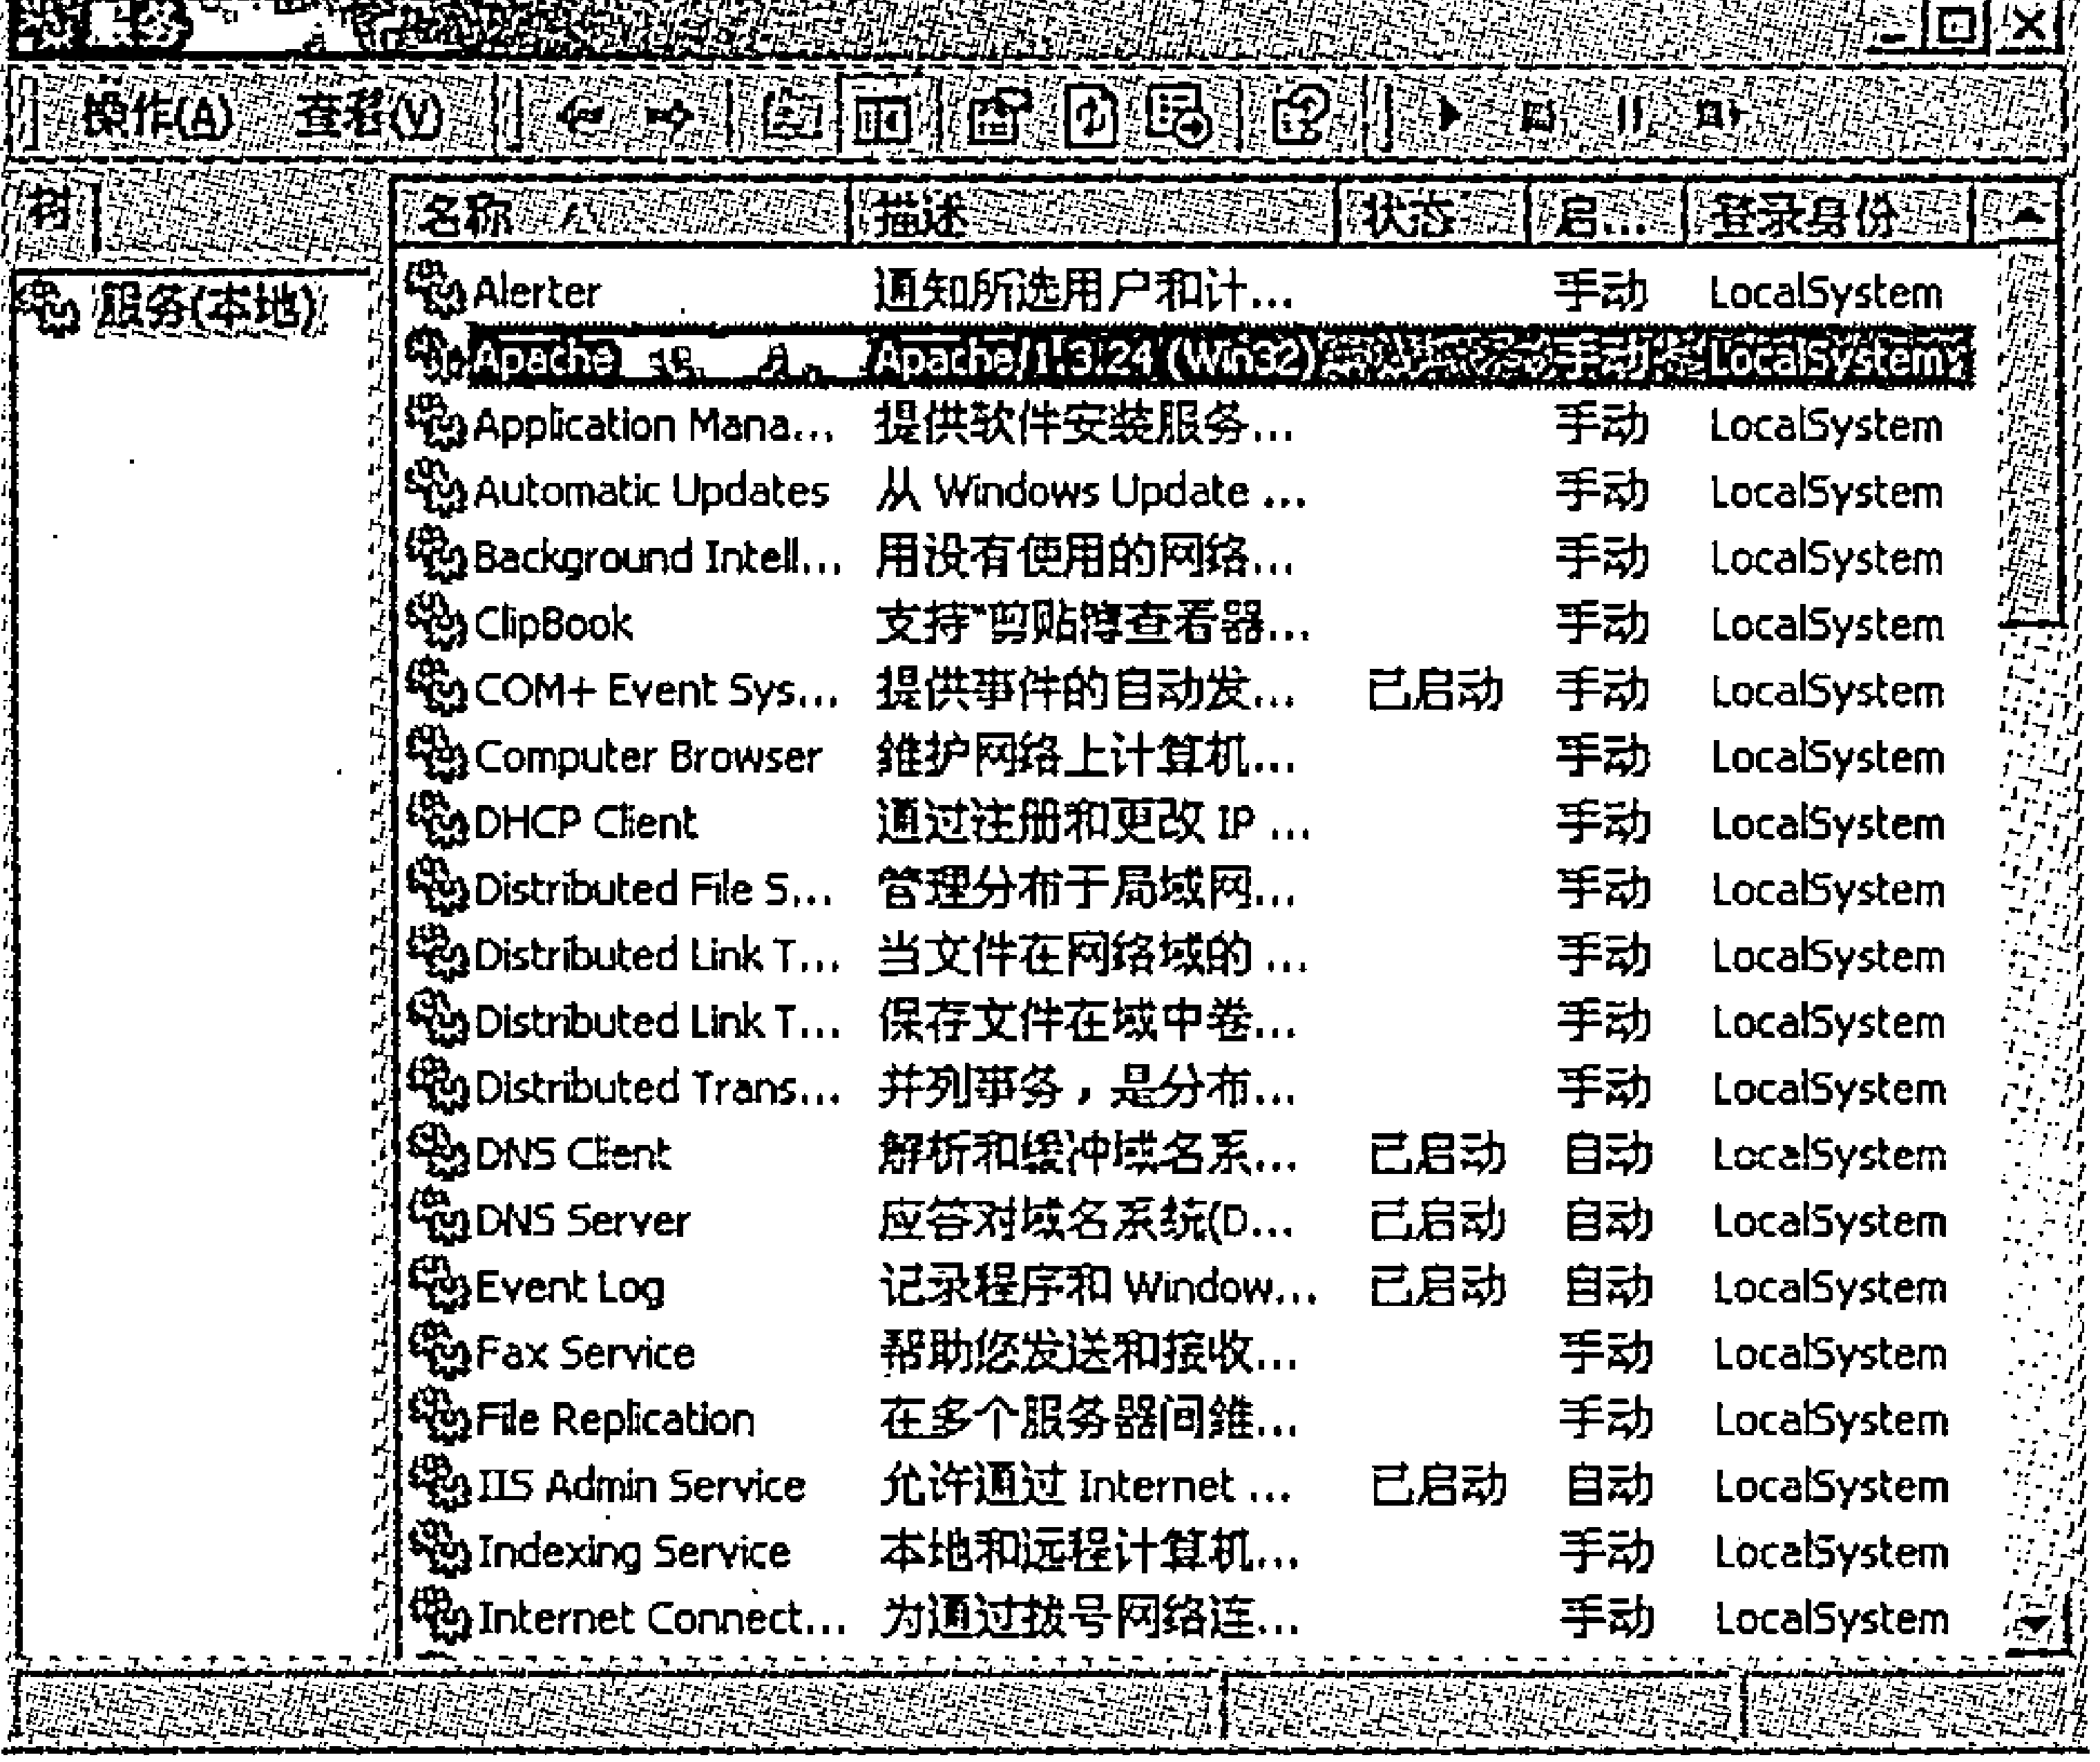 服务
操作(A) 查看(V)
树
名称 描述 状态 启... 登录身份
服务(本地)
Alerter 通知所选用户和计... 手动 LocalSystem
Apache Apache/1.3.24 (Win32) 手动 LocalSystem
Application Mana... 提供软件安装服务... 手动 LocalSystem
Automatic Updates 从 Windows Update ... 手动 LocalSystem
Background Intell... 用没有使用的网络... 手动 LocalSystem
ClipBook 支持“剪贴簿查看器... 手动 LocalSystem
COM+ Event Sys... 提供事件的自动发... 已启动 手动 LocalSystem
Computer Browser 维护网络上计算机... 手动 LocalSystem
DHCP Client 通过注册和更改 IP ... 手动 LocalSystem
Distributed File S... 管理分布于局域网... 手动 LocalSystem
Distributed Link T... 当文件在网络域的 ... 手动 LocalSystem
Distributed Link T... 保存文件在域中卷... 手动 LocalSystem
Distributed Trans... 并列事务，是分布... 手动 LocalSystem
DNS Client 解析和缓冲域名系... 已启动 自动 LocalSystem
DNS Server 应答对域名系统(D... 已启动 自动 LocalSystem
Event Log 记录程序和 Window... 已启动 自动 LocalSystem
Fax Service 帮助您发送和接收... 手动 LocalSystem
File Replication 在多个服务器间维... 手动 LocalSystem
IIS Admin Service 允许通过 Internet ... 已启动 自动 LocalSystem
Indexing Service 本地和远程计算机... 手动 LocalSystem
Internet Connect... 为通过拨号网络连... 手动 LocalSystem